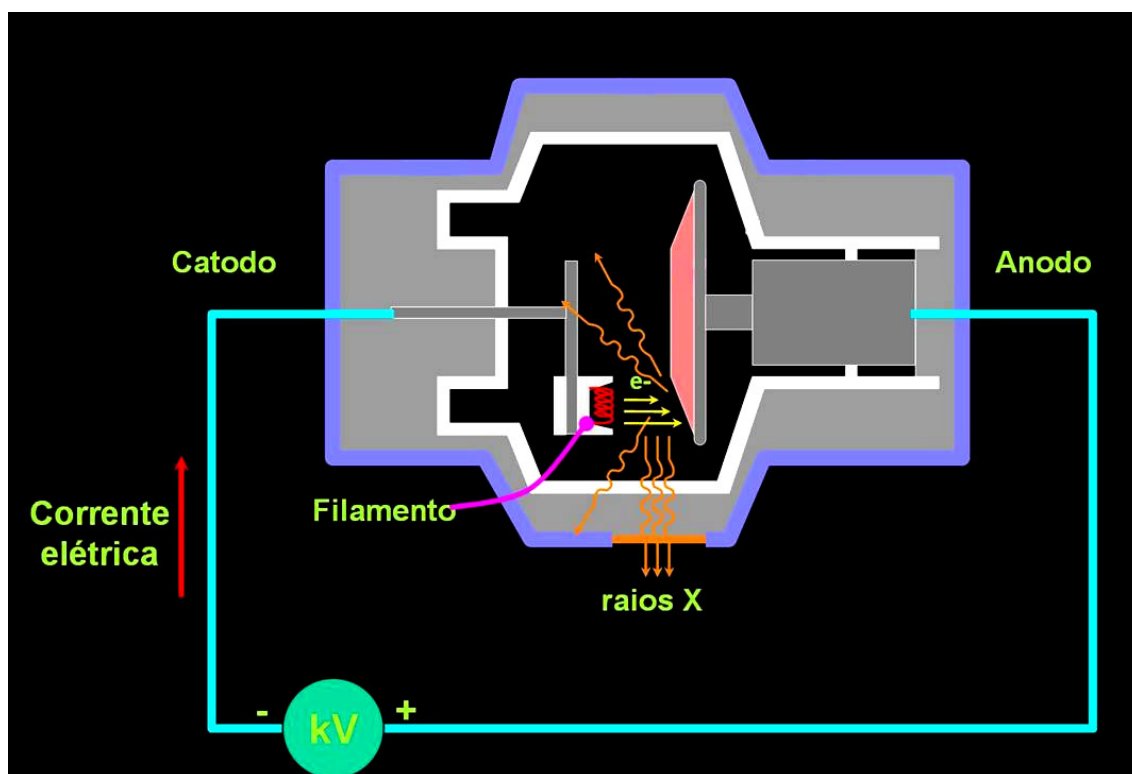 Catodo
Anodo
e-
Filamento
Corrente
elétrica
raios X
- kV +